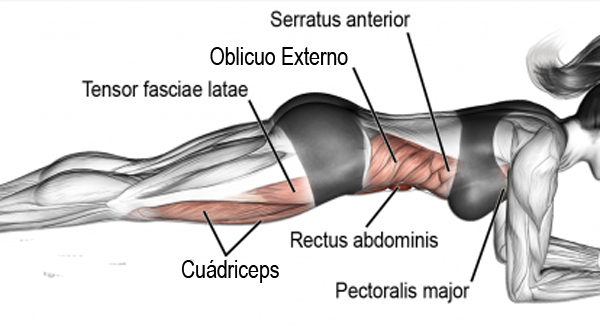 Serratus anterior
Oblicuo Externo
Tensor fasciae latae
Rectus abdominis
Cuádriceps
Pectoralis major